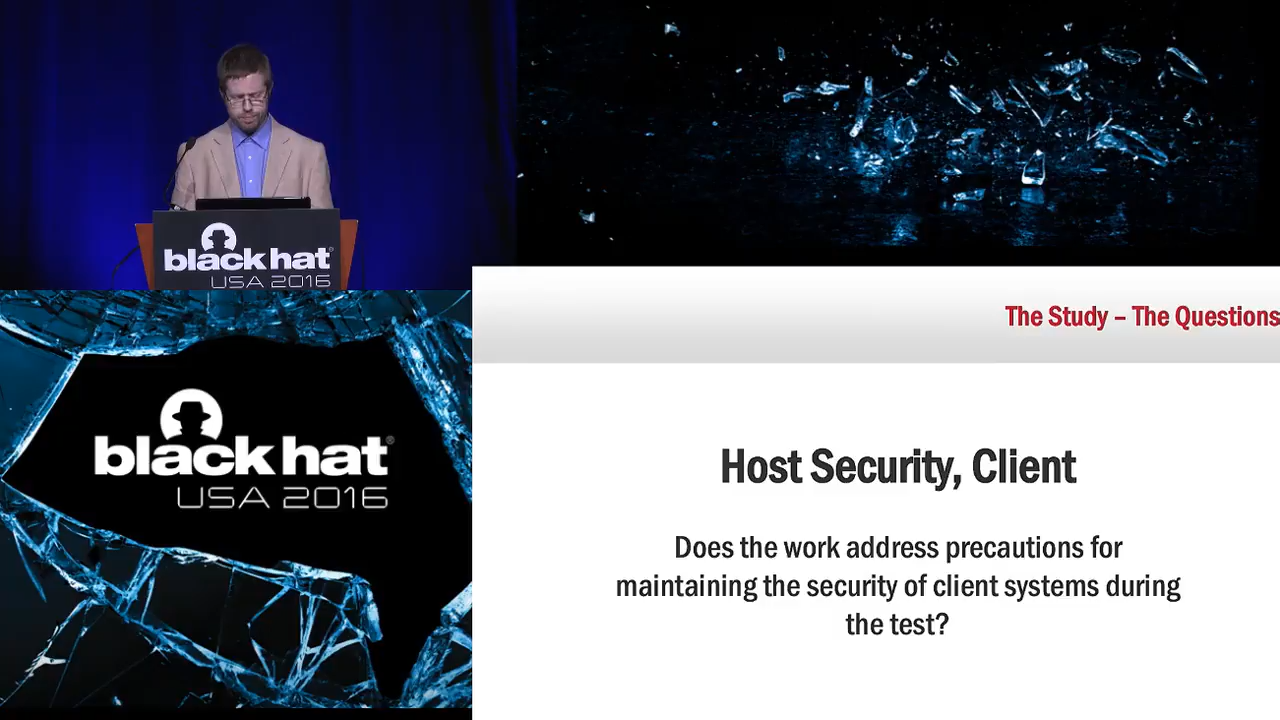 black hat®
USA 2016
The Study – The Questions
black hat®
USA 2016
Host Security, Client
Does the work address precautions for
maintaining the security of client systems during
the test?